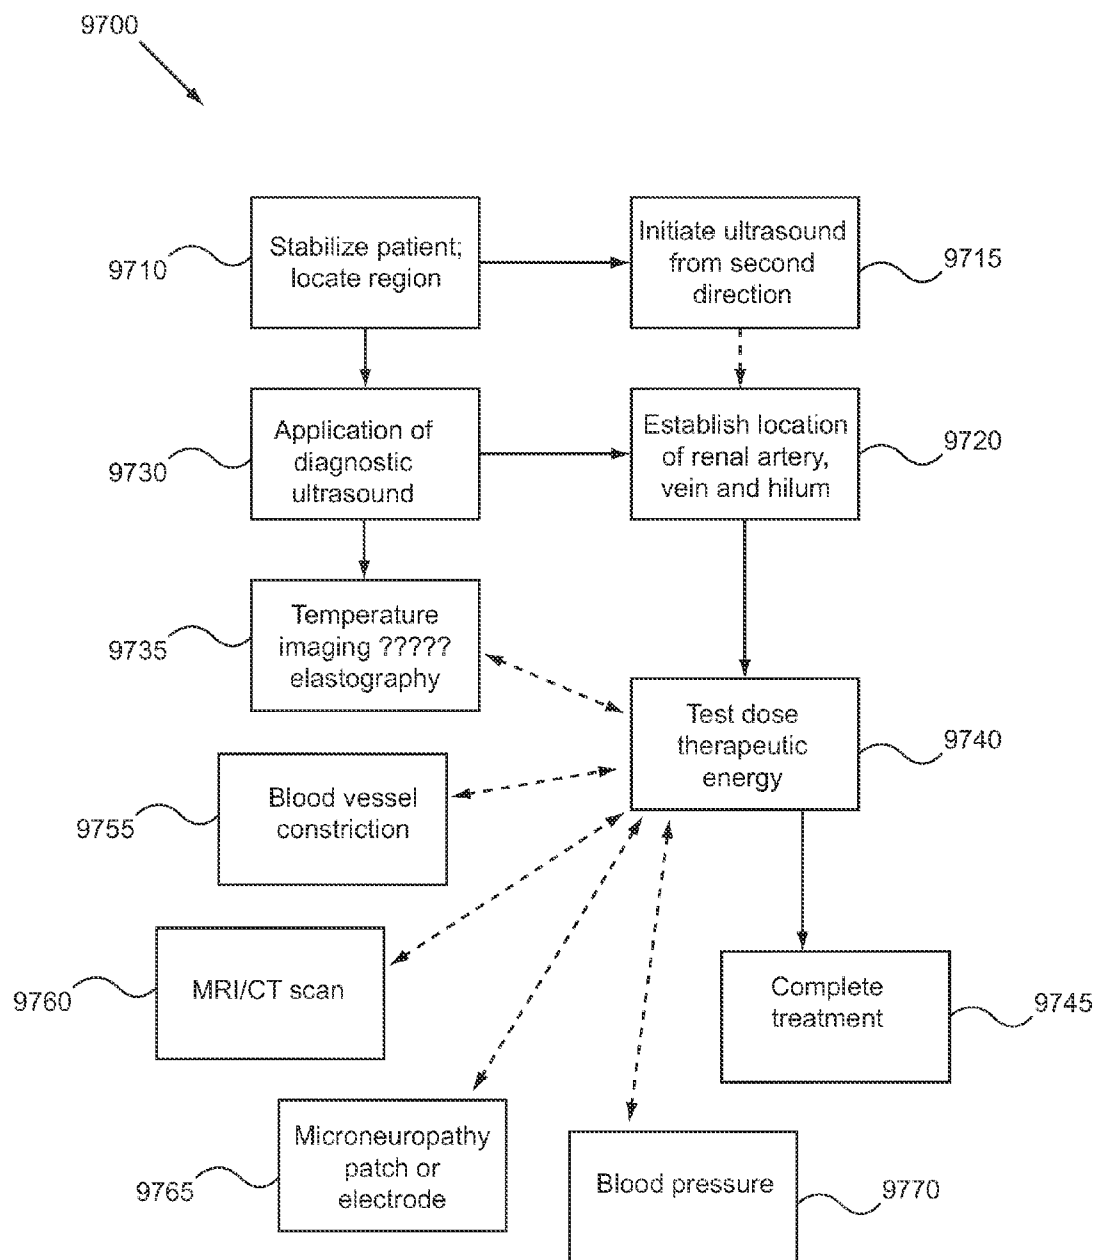 9700
9710
Stabilize patient;
locate region
Initiate ultrasound
from second
direction
9715
9730
Application of
diagnostic
ultrasound
Establish location
of renal artery,
vein and hilum
9720
9735
Temperature
imaging ?????
elastography
Test dose
therapeutic
energy
9740
9755
Blood vessel
constriction
9760
MRI/CT scan
Complete
treatment
9745
9765
Microneuropathy
patch or
electrode
Blood pressure
9770